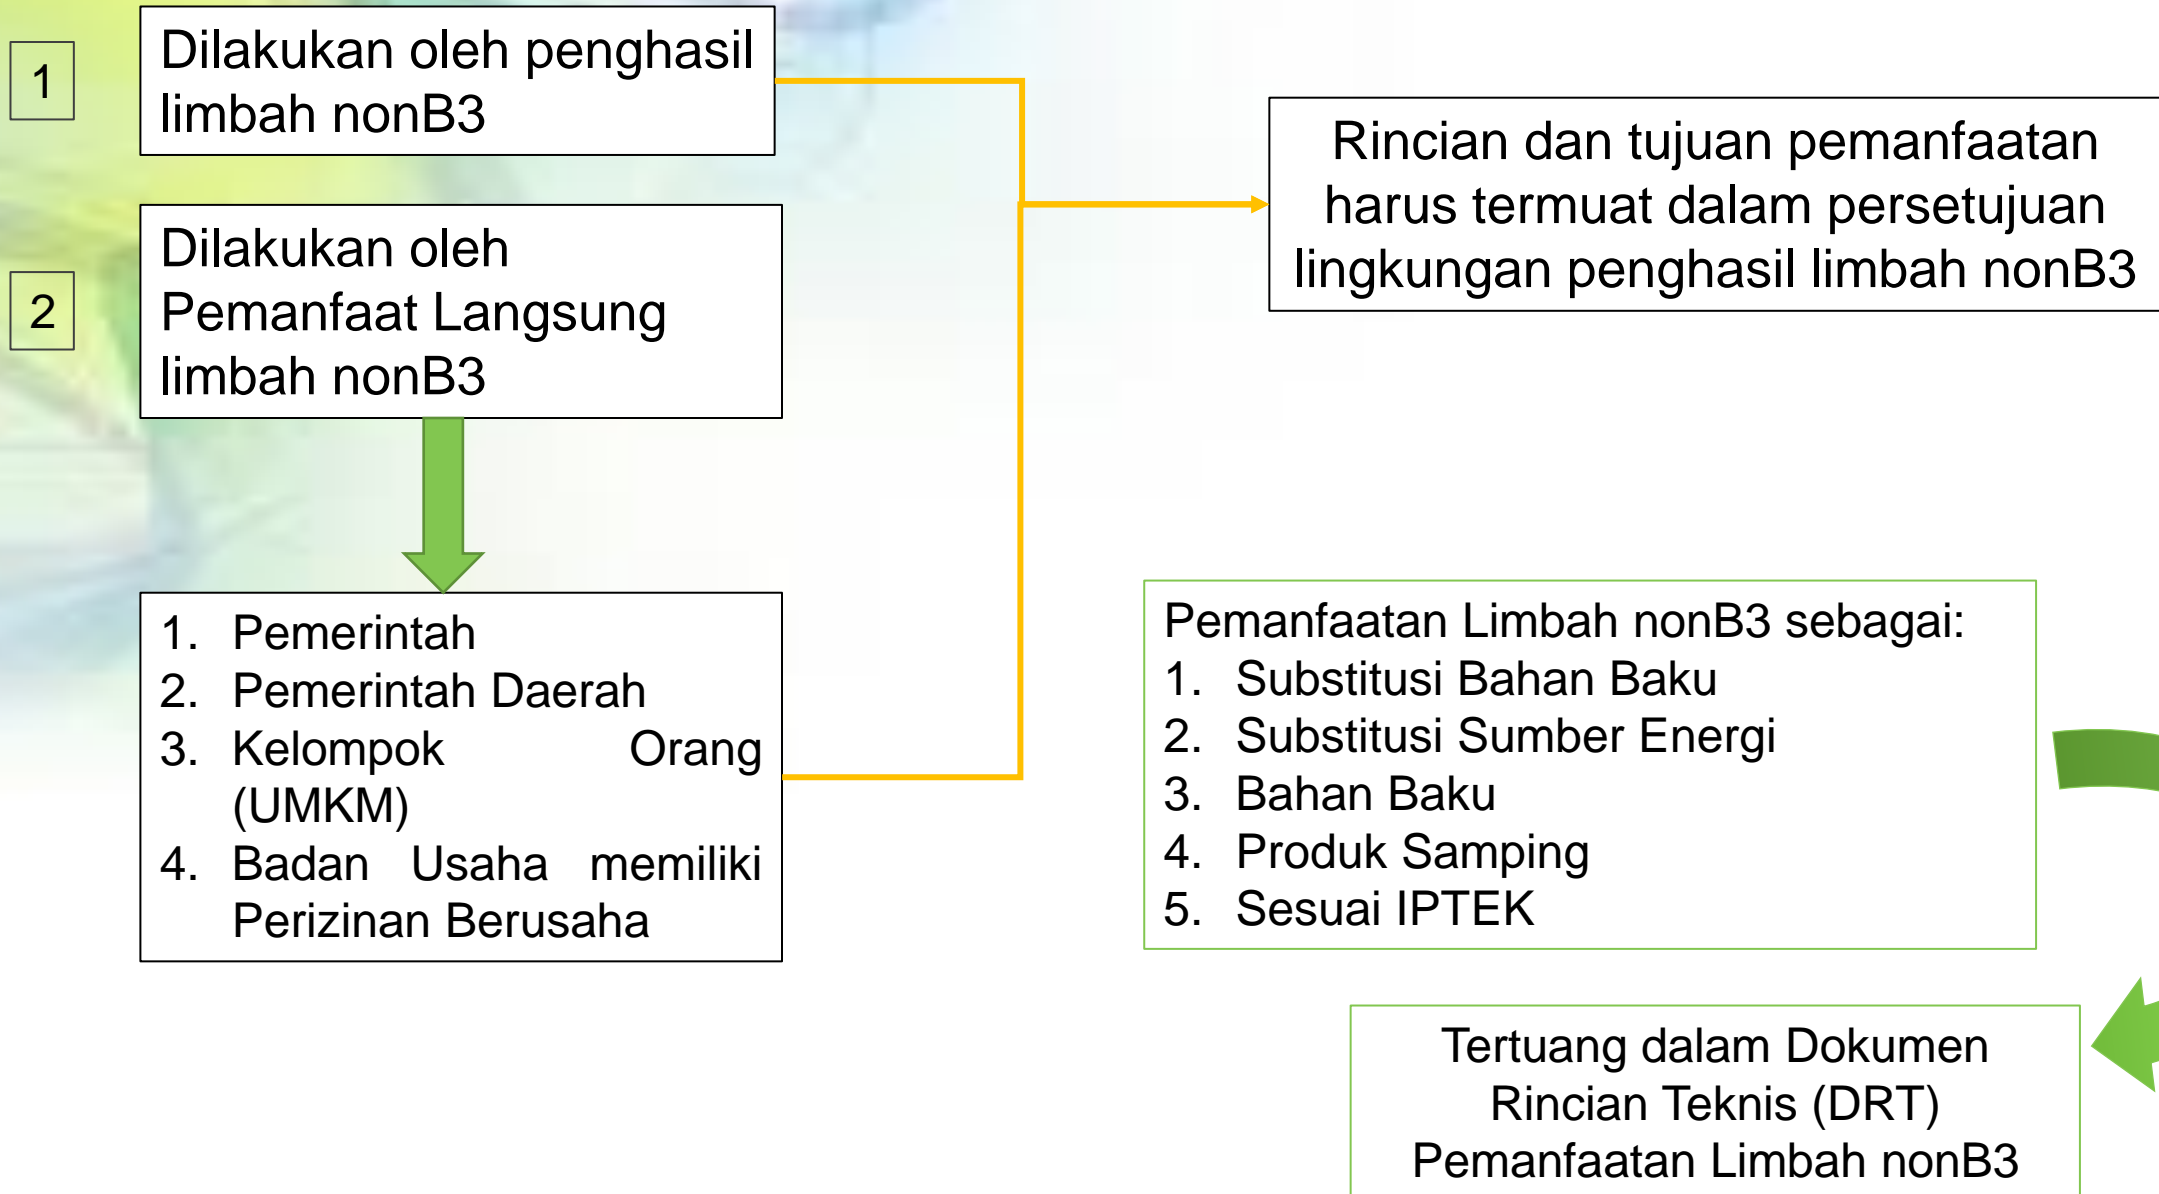 1
Dilakukan oleh penghasil
limbah nonB3
2
Dilakukan oleh
Pemanfaat Langsung
limbah nonB3
Rincian dan tujuan pemanfaatan
harus termuat dalam persetujuan
lingkungan penghasil limbah nonB3
1. Pemerintah
2. Pemerintah Daerah
3. Kelompok Orang
(UMKM)
4. Badan Usaha memiliki
Perizinan Berusaha
Pemanfaatan Limbah nonB3 sebagai:
1. Substitusi Bahan Baku
2. Substitusi Sumber Energi
3. Bahan Baku
4. Produk Samping
5. Sesuai IPTEK
Tertuang dalam Dokumen
Rincian Teknis (DRT)
Pemanfaatan Limbah nonB3